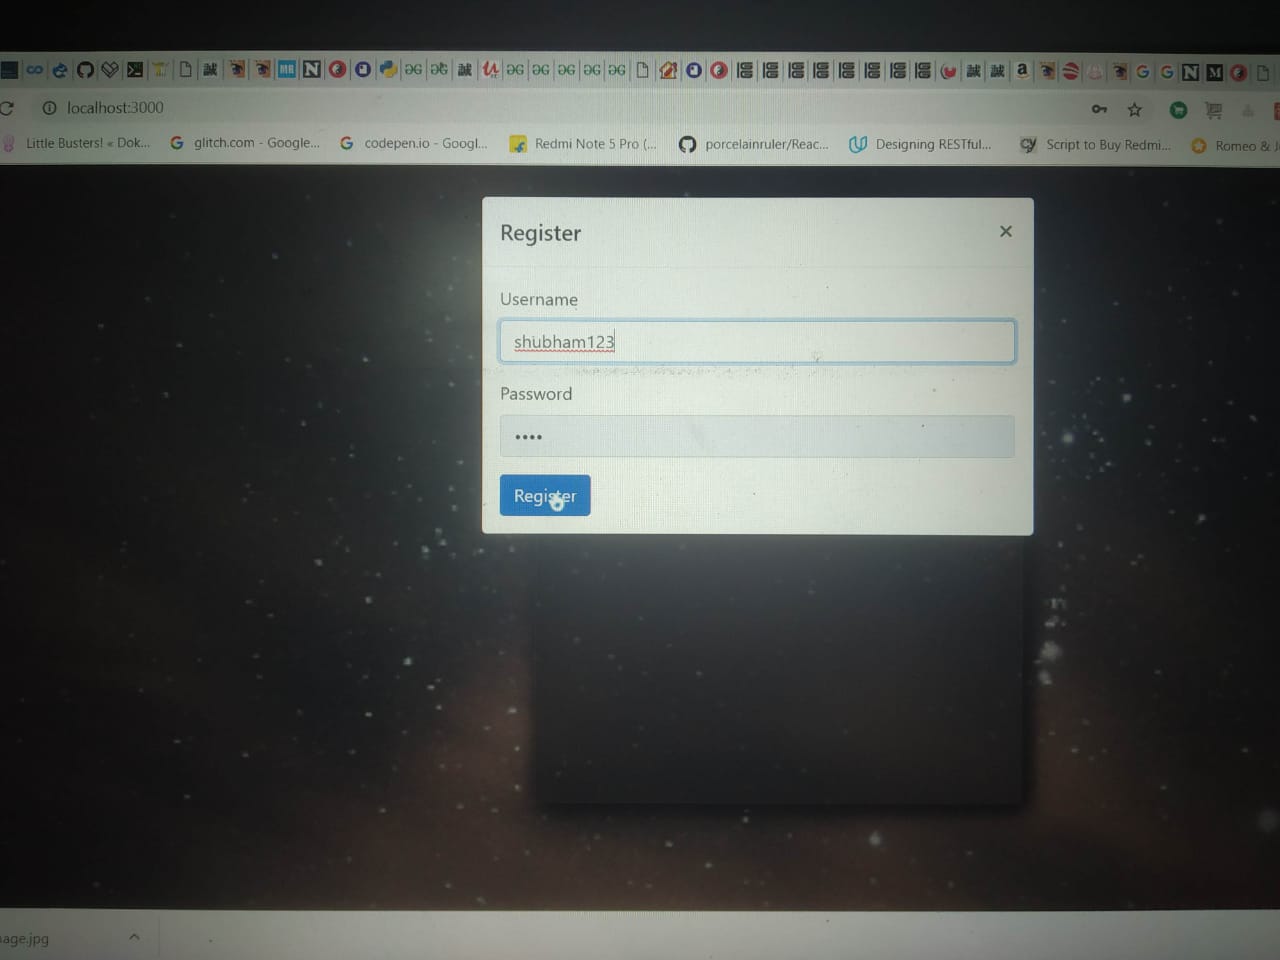 localhost:3000
Little Busters! « Dok... glitch.com - Google... codepen.io - Googl... Redmi Note 5 Pro (... porcelainruler/Reac... Designing RESTful... Script to Buy Redmi... Romeo & J
Register ×
Username
shubham123
Password
••••
Register
age.jpg